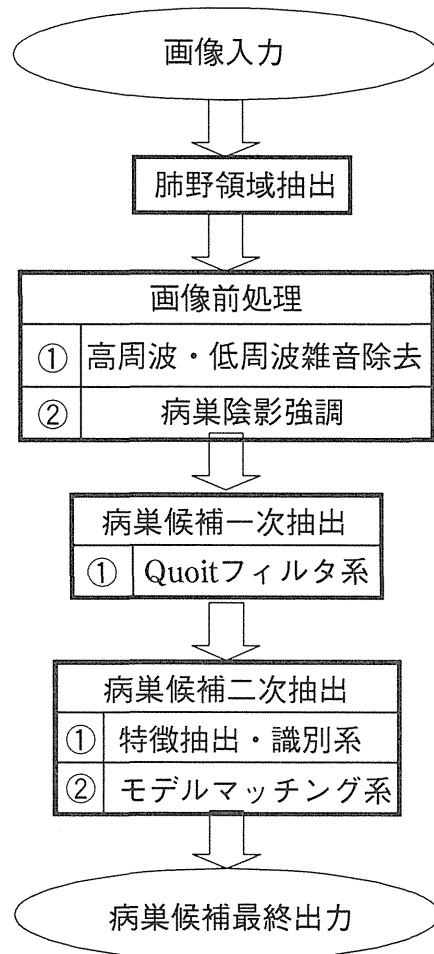 画像入力
肺野領域抽出
画像前処理
① 高周波・低周波雑音除去
② 病巣陰影強調
病巣候補一次抽出
① Quoitフィルタ系
病巣候補二次抽出
① 特徴抽出・識別系
② モデルマッチング系
病巣候補最終出力